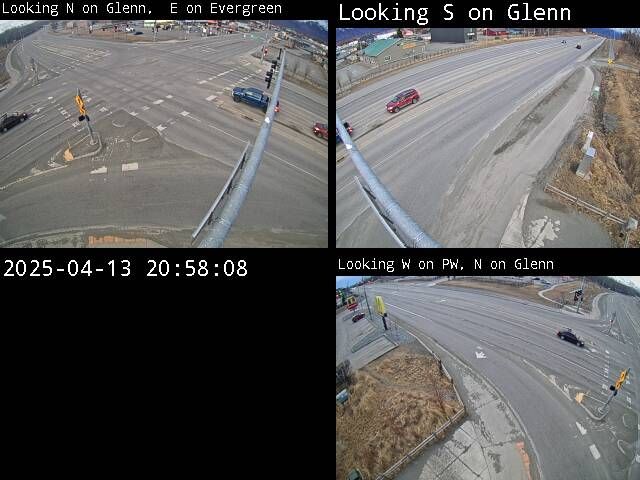 Looking N on Glenn,  E on Evergreen
Looking S on Glenn
2025-04-13 20:58:08
Looking W on PW, N on Glenn